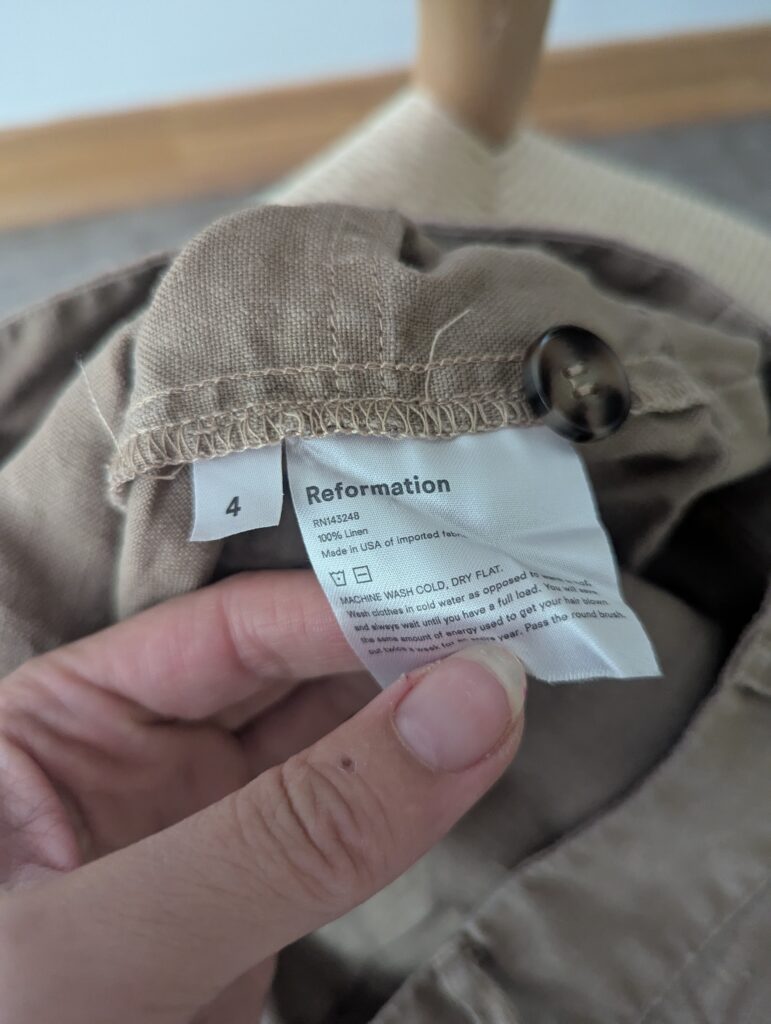 4
Reformation
RN143248
100% Linen
Made in USA of imported
MACHINE WASH COLD, DRY FLAT.
Wash clothes in cold water as opposed to
and always wait until you have a full load. You will save
the same amount of energy used to get your hair blown
out twice a week for an entire year. Pass the round brush.